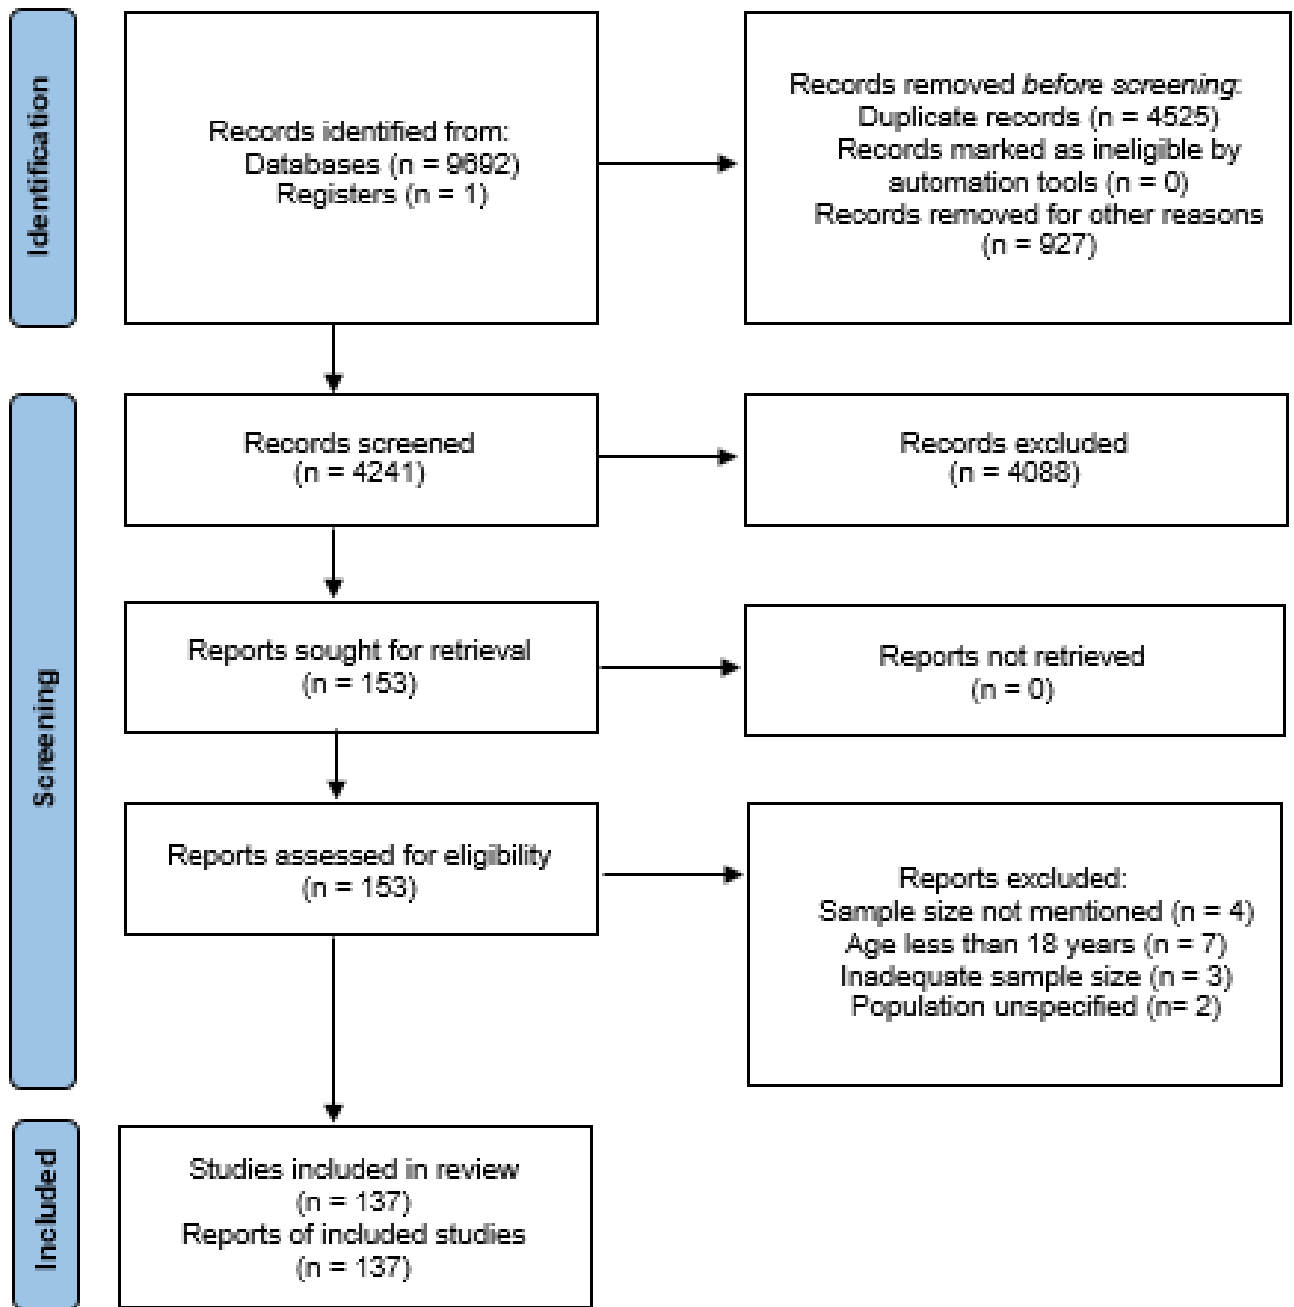 Identification
Records identified from:
Databases (n = 9692)
Registers (n = 1)
Records removed before screening:
Duplicate records (n = 4525)
Records marked as ineligible by
automation tools (n = 0)
Records removed for other reasons
(n = 927)
Screening
Records screened
(n = 4241)
Records excluded
(n = 4088)
Reports sought for retrieval
(n = 153)
Reports not retrieved
(n = 0)
Reports assessed for eligibility
(n = 153)
Reports excluded:
Sample size not mentioned (n = 4)
Age less than 18 years (n = 7)
Inadequate sample size (n = 3)
Population unspecified (n= 2)
Included
Studies included in review
(n = 137)
Reports of included studies
(n = 137)